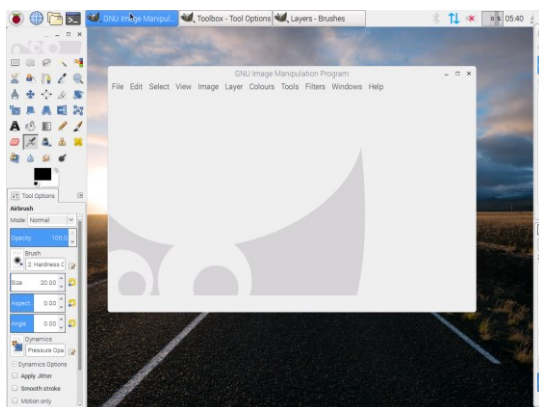 GNU Image Manipul... Toolbox - Tool Options Layers - Brushes 05:40
GNU Image Manipulation Program
File Edit Select View Image Layer Colours Tools Filters Windows Help
Tool Options
Airbrush
Mode Normal
Opacity 100.0
Brush
2. Hardness 0
Size 20.00
Aspect... 0.00
Angle 0.00
Dynamics
Pressure Opa
Dynamics Options
Apply Jitter
Smooth stroke
Motion only